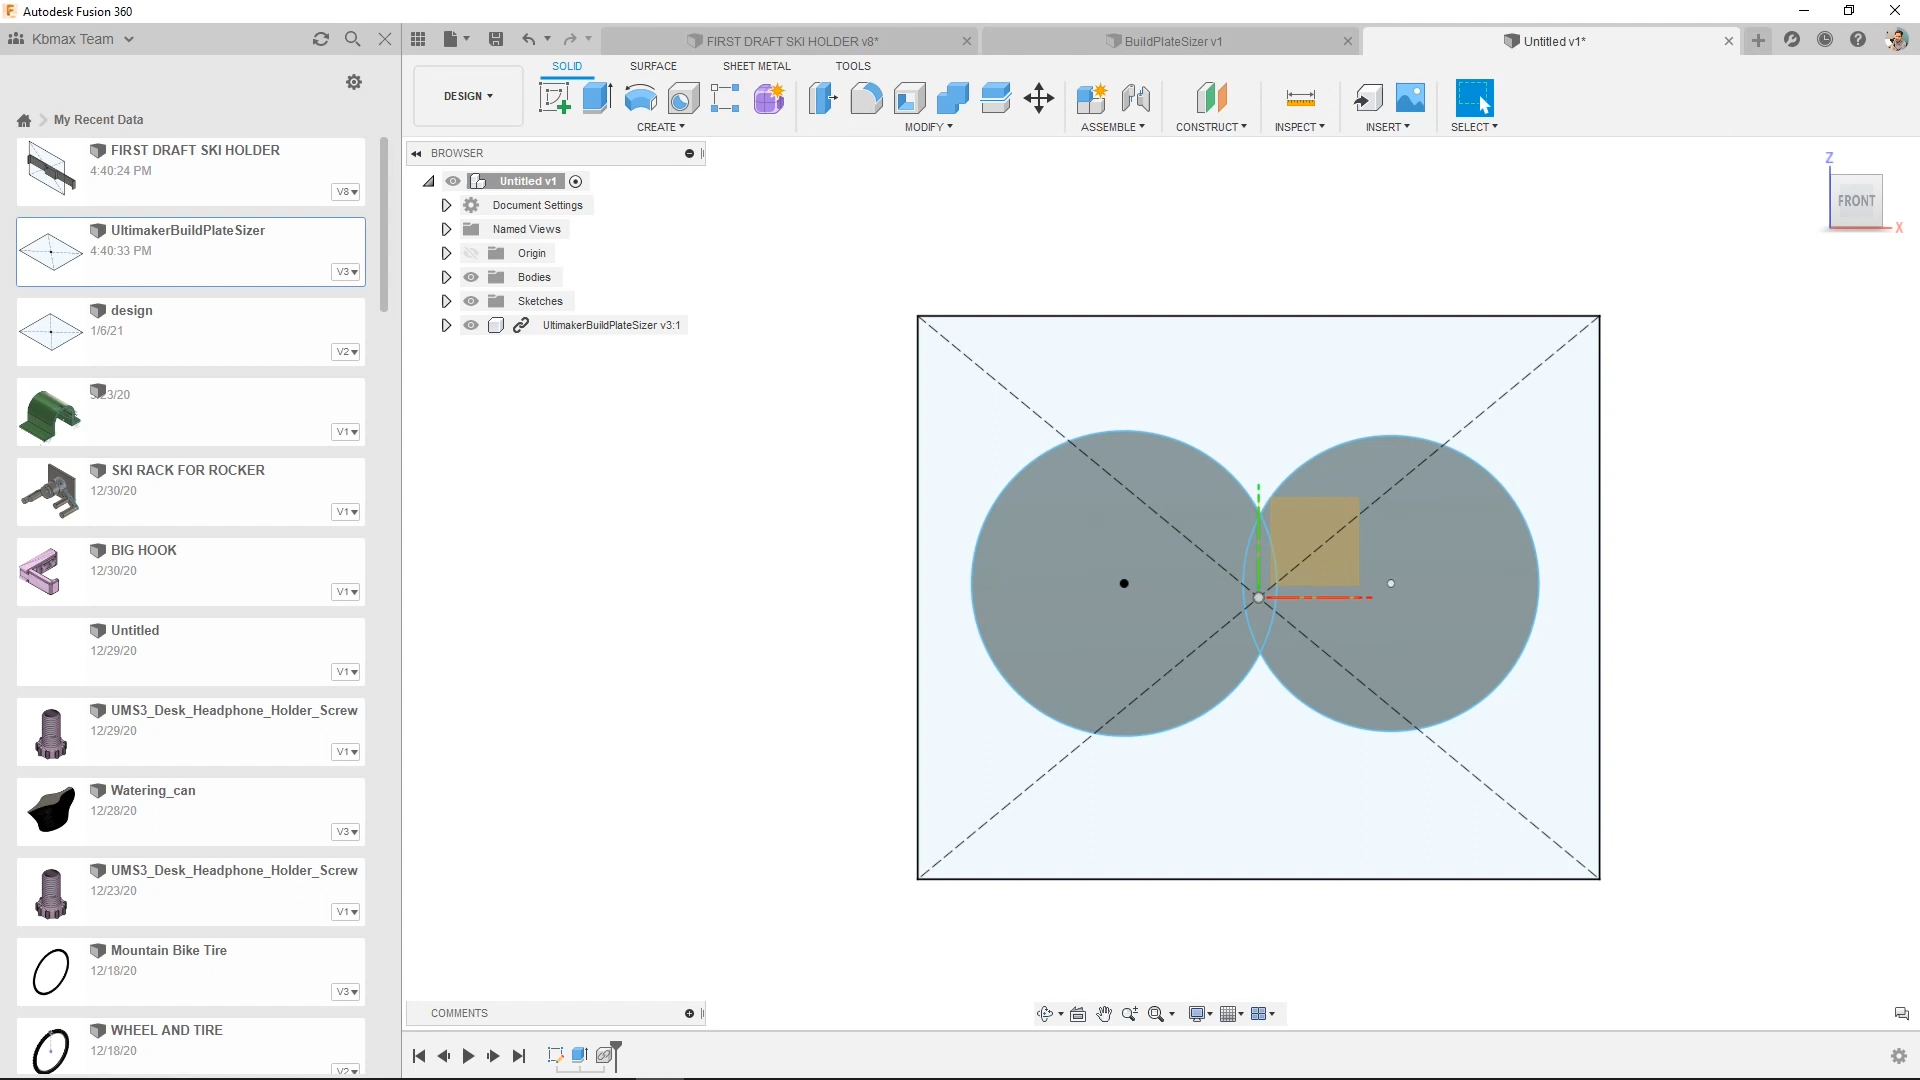 Autodesk Fusion 360
Kbmax Team
FIRST DRAFT SKI HOLDER v8*
BuildPlateSizer v1
Untitled v1*
SOLID
SURFACE
SHEET METAL
TOOLS
DESIGN
CREATE
MODIFY
ASSEMBLE
CONSTRUCT
INSPECT
INSERT
SELECT
My Recent Data
FIRST DRAFT SKI HOLDER
4:40:24 PM
V8
UltimakerBuildPlateSizer
4:40:33 PM
V3
design
1/6/21
V2
23/20
V1
SKI RACK FOR ROCKER
12/30/20
V1
BIG HOOK
12/30/20
V1
Untitled
12/29/20
V1
UMS3_Desk_Headphone_Holder_Screw
12/29/20
V1
Watering_can
12/28/20
V3
UMS3_Desk_Headphone_Holder_Screw
12/23/20
V1
Mountain Bike Tire
12/18/20
V3
WHEEL AND TIRE
12/18/20
V2
BROWSER
Untitled v1
Document Settings
Named Views
Origin
Bodies
Sketches
UltimakerBuildPlateSizer v3:1
Z
FRONT
X
COMMENTS